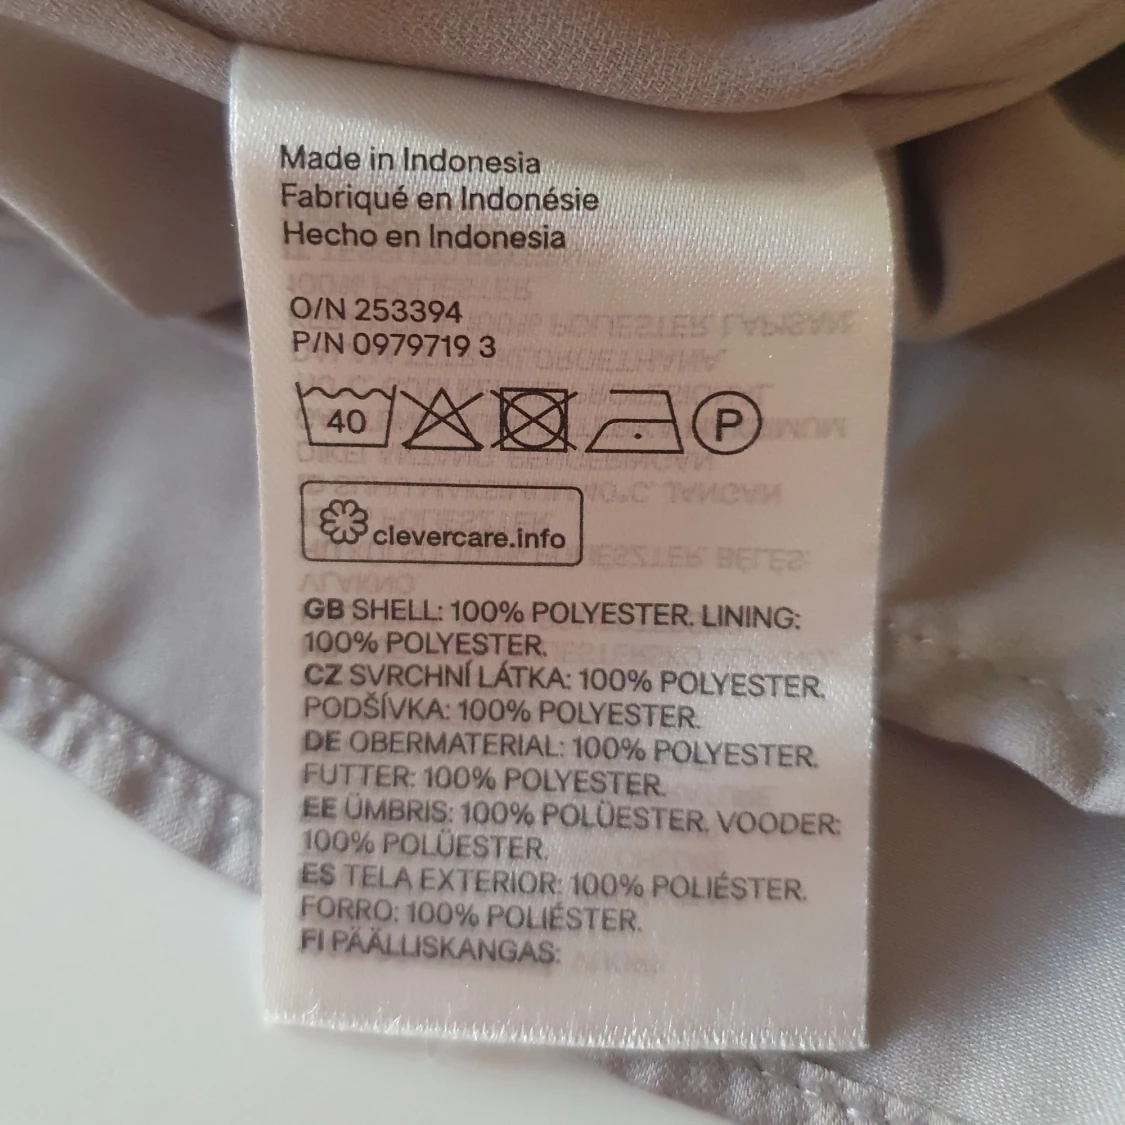 Made in Indonesia
Fabriqué en Indonésie
Hecho en Indonesia
O/N 253394
P/N 0979719 3
40 P
clevercare.info
GB SHELL: 100% POLYESTER. LINING:
100% POLYESTER.
CZ SVRCHNÍ LÁTKA: 100% POLYESTER.
PODŠÍVKA: 100% POLYESTER.
DE OBERMATERIAL: 100% POLYESTER.
FUTTER: 100% POLYESTER.
EE ÜMBRIS: 100% POLÜESTER. VOODER:
100% POLÜESTER.
ES TELA EXTERIOR: 100% POLIÉSTER.
FORRO: 100% POLIÉSTER.
FI PÄÄLLISKANGAS: